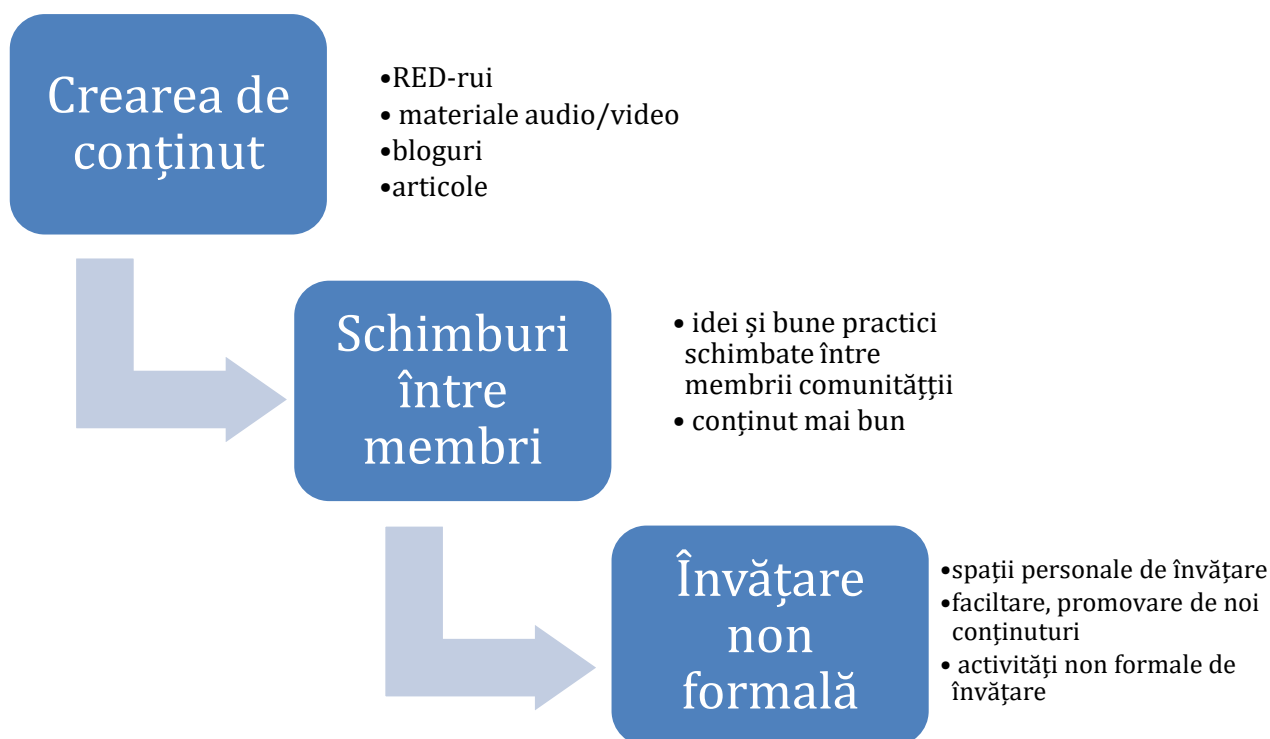 Crearea de
conținut
•RED-rui
• materiale audio/video
•bloguri
•articole
Schimburi
între
membri
• idei și bune practici
schimbate între
membrii comunitățții
• conținut mai bun
Învățare
non
formală
•spații personale de învățare
•faciltare, promovare de noi
conținuturi
• activități non formale de
învățare